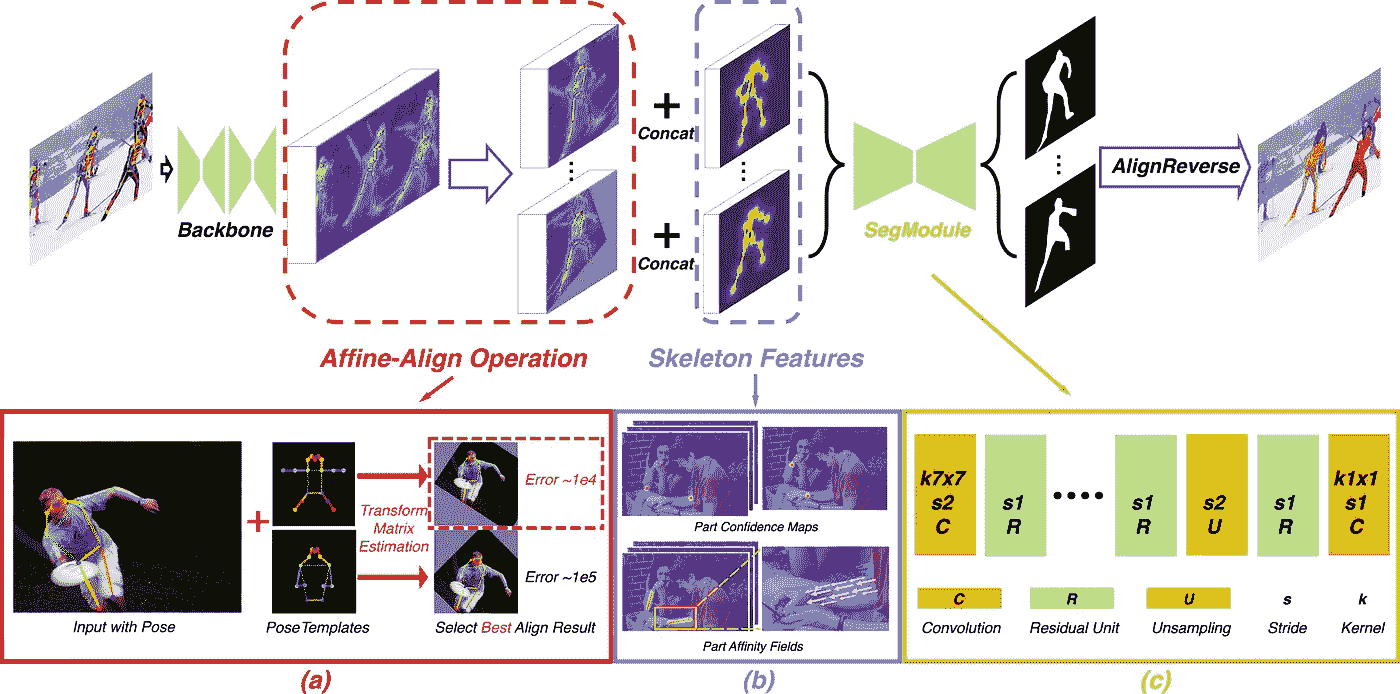 Concat
Backbone
SegModule
AlignReverse
Concat
Affine-Align Operation
Skeleton Features
Input with Pose
Pose Templates
Transform
Matrix
Estimation
Error ~1e4
Error ~1e5
Select Best Align Result
Part Confidence Maps
Part Affinity Fields
k7x7
s2
C
s1
R
s1
R
s2
U
s1
R
k1x1
s1
C
C
R
U
s
k
Convolution
Residual Unit
Unsampling
Stride
Kernel
(a)
(b)
(c)